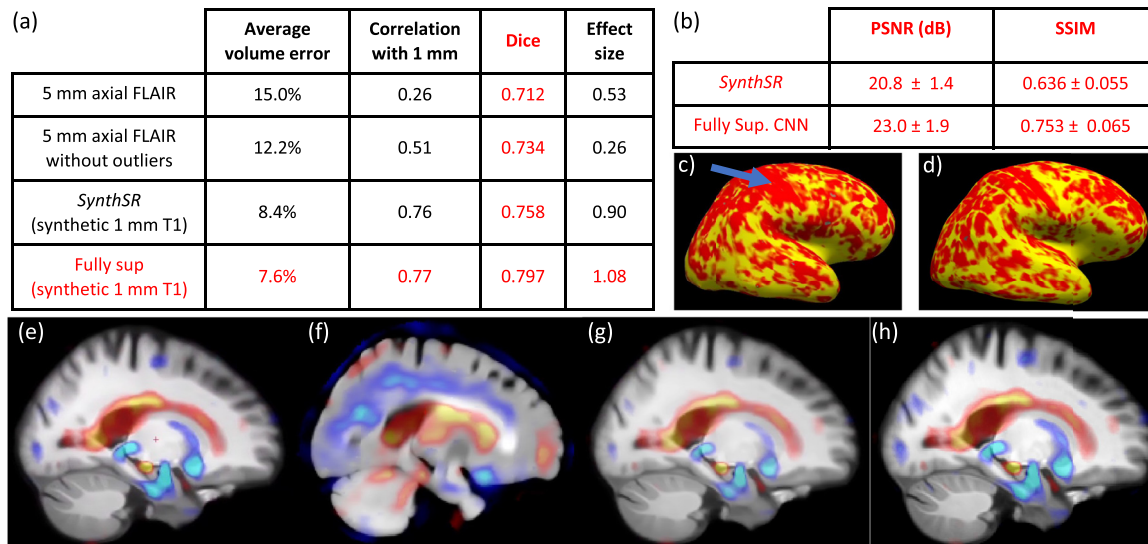 (a)
Average volume error
Correlation with 1 mm
Dice
Effect size
5 mm axial FLAIR
15.0%
0.26
0.712
0.53
5 mm axial FLAIR without outliers
12.2%
0.51
0.734
0.26
SynthSR (synthetic 1 mm T1)
8.4%
0.76
0.758
0.90
Fully sup (synthetic 1 mm T1)
7.6%
0.77
0.797
1.08
(b)
PSNR (dB)
SSIM
SynthSR
20.8 ± 1.4
0.636 ± 0.055
Fully Sup. CNN
23.0 ± 1.9
0.753 ± 0.065
c)
d)
(e)
(f)
(g)
(h)